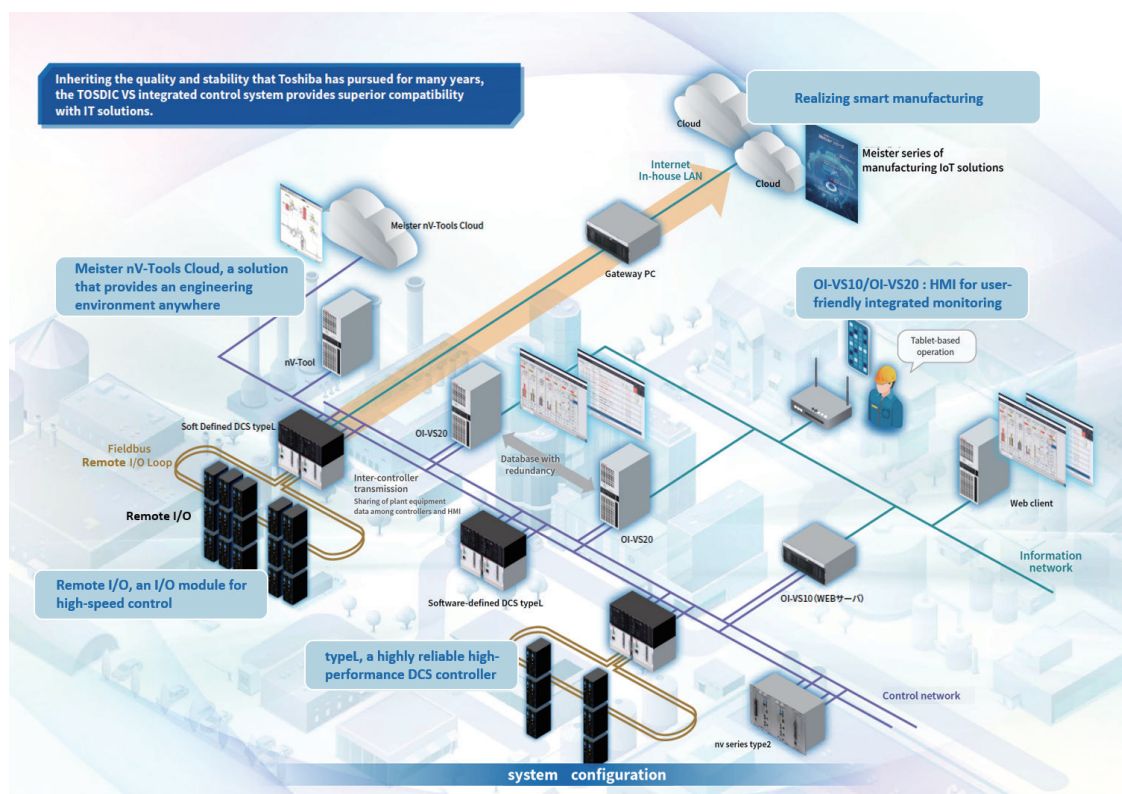 Inheriting the quality and stability that Toshiba has pursued for many years,
the TOSDIC VS integrated control system provides superior compatibility
with IT solutions.
Realizing smart manufacturing
Cloud
Cloud
Meister series of
manufacturing IoT solutions
Internet
In-house LAN
Meister nV-Tools Cloud
Gateway PC
Meister nV-Tools Cloud, a solution
that provides an engineering
environment anywhere
OI-VS10/OI-VS20 : HMI for user-
friendly integrated monitoring
Tablet-based
operation
nV-Tool
Soft Defined DCS typeL
OI-VS20
Fieldbus
Remote I/O Loop
Database with
redundancy
Inter-controller
transmission
Sharing of plant equipment
data among controllers and HMI
Remote I/O
OI-VS20
Web client
Information
network
Remote I/O, an I/O module for
high-speed control
Software-defined DCS typeL
OI-VS10(WEBサーバ)
typeL, a highly reliable high-
performance DCS controller
Control network
nv series type2
system configuration